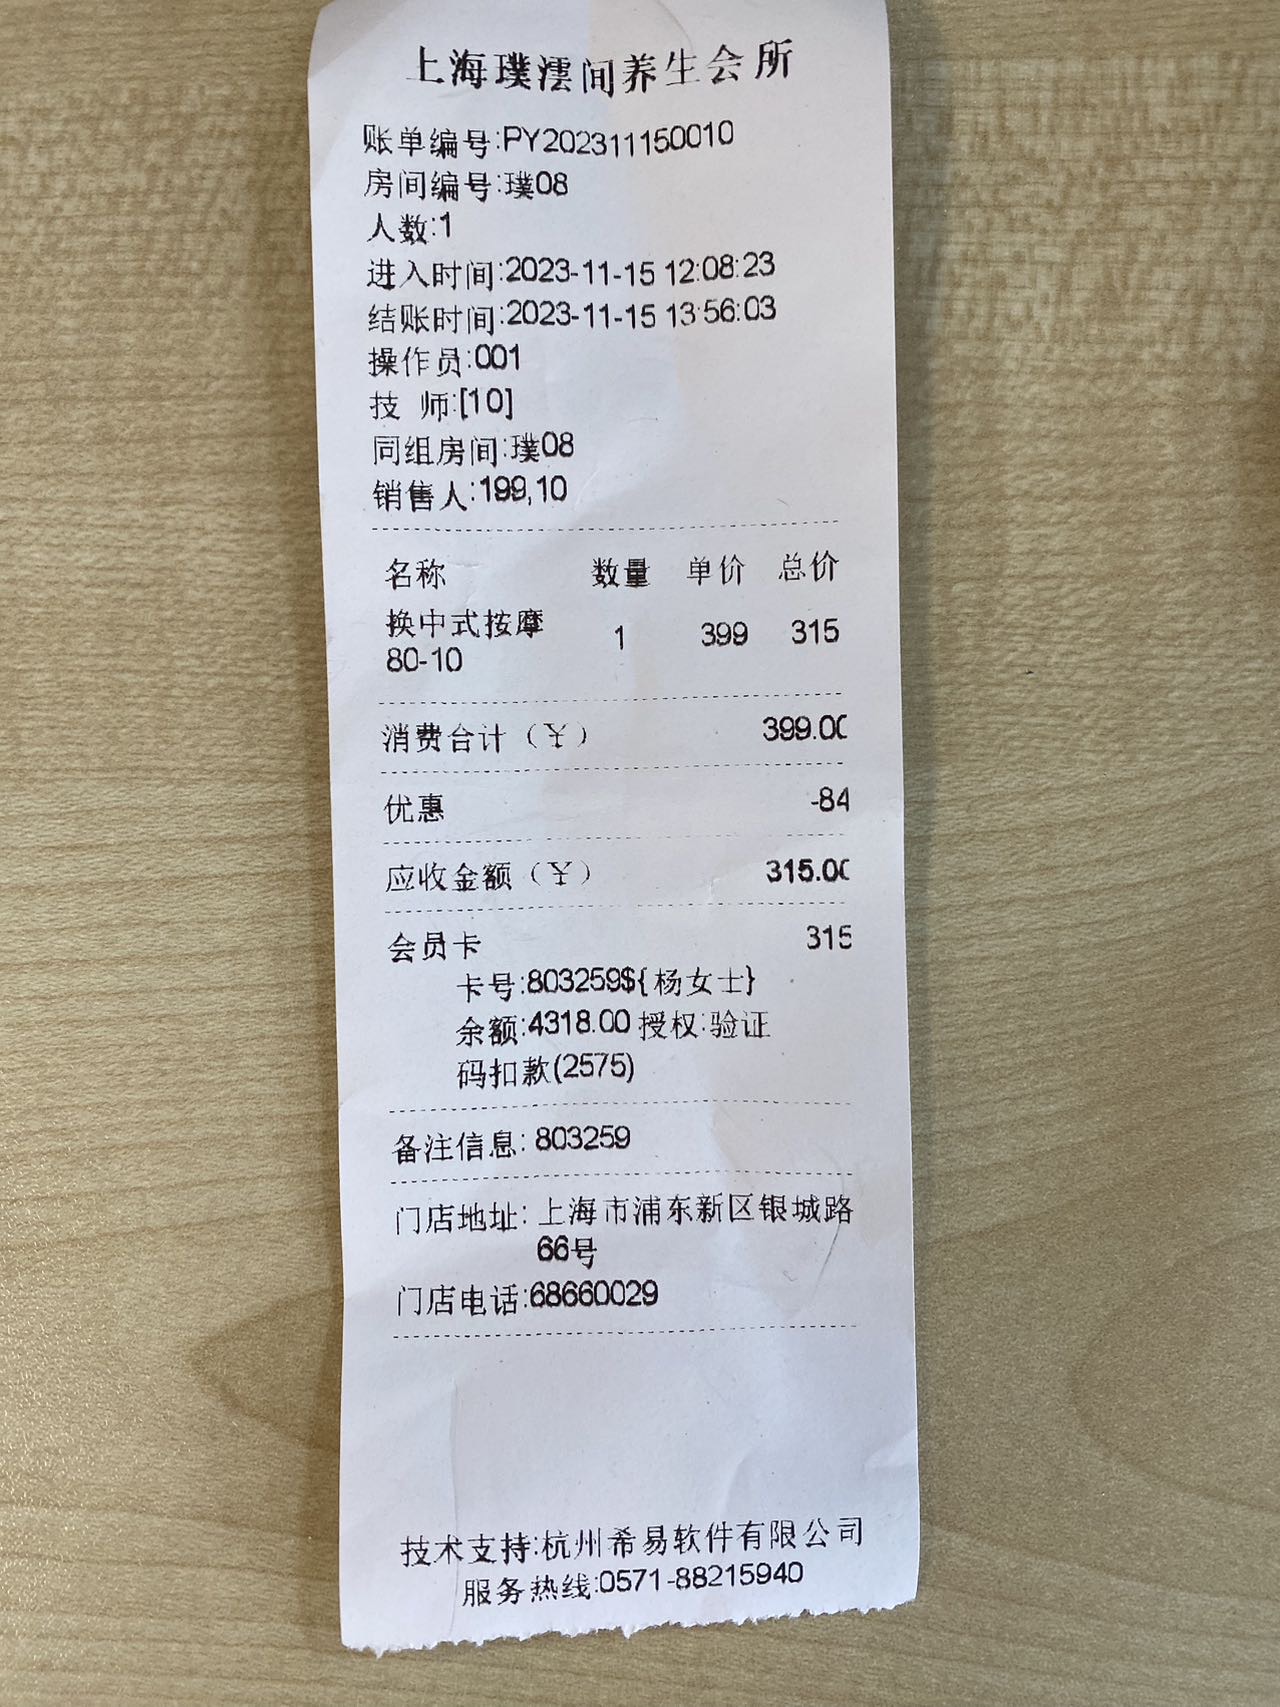 上海璞澐间养生会所
账单编号:PY202311150010
房间编号:璞08
人数:1
进入时间:2023-11-15 12:08:23
结账时间:2023-11-15 13:56:03
操作员:001
技 师:[10]
同组房间:璞08
销售人:199,10
名称 数量 单价 总价
换中式按摩 1 399 315
80-10
消费合计（¥） 399.00
优惠 -84
应收金额（¥） 315.00
会员卡 315
卡号:803259${杨女士}
余额:4318.00 授权:验证
码扣款(2575)
备注信息: 803259
门店地址: 上海市浦东新区银城路
66号
门店电话:68660029
技术支持:杭州希易软件有限公司
服务热线:0571-88215940